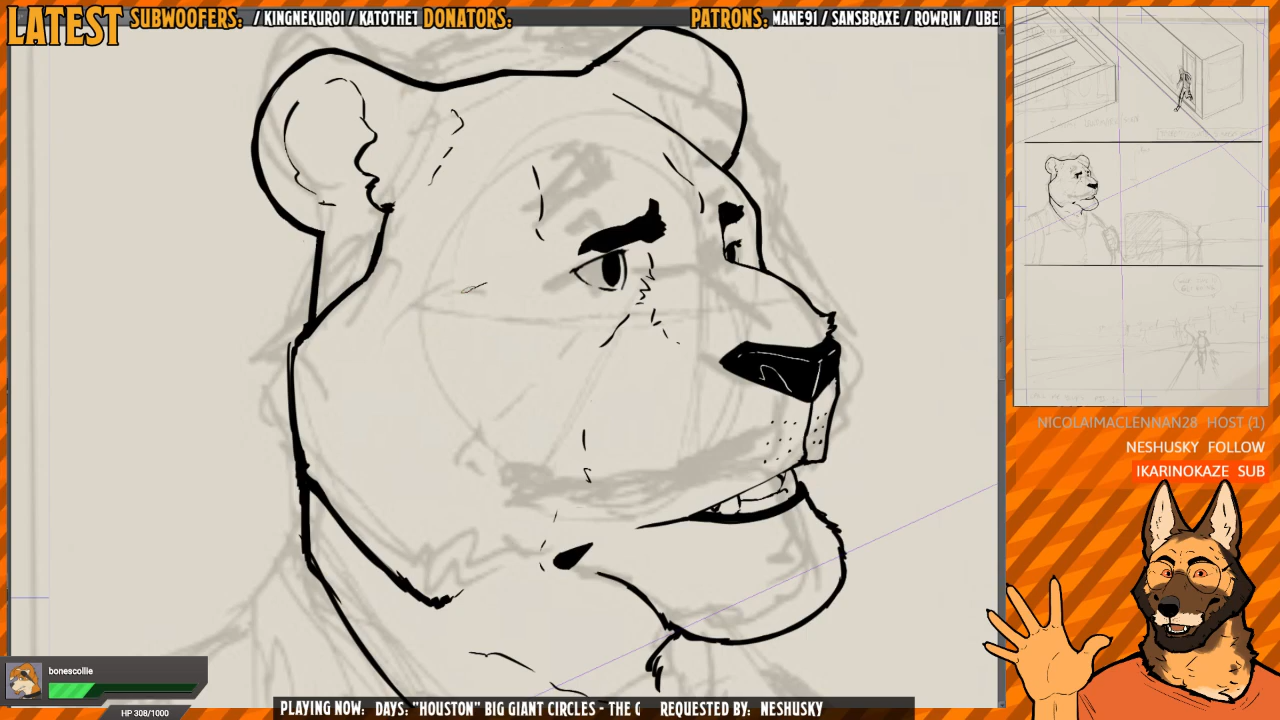 LATEST SUBWOOFERS: / KINGNEKUROI / KATOTHET DONATORS: PATRONS: MANE91 / SANSBRAXE / ROWRIN / UBE
NICOLAIMACLENNAN28 HOST (1)
NESHUSKY FOLLOW
IKARINOKAZE SUB
bonescollie
HP 308/1000
PLAYING NOW: DAYS: "HOUSTON" BIG GIANT CIRCLES - THE REQUESTED BY: NESHUSKY